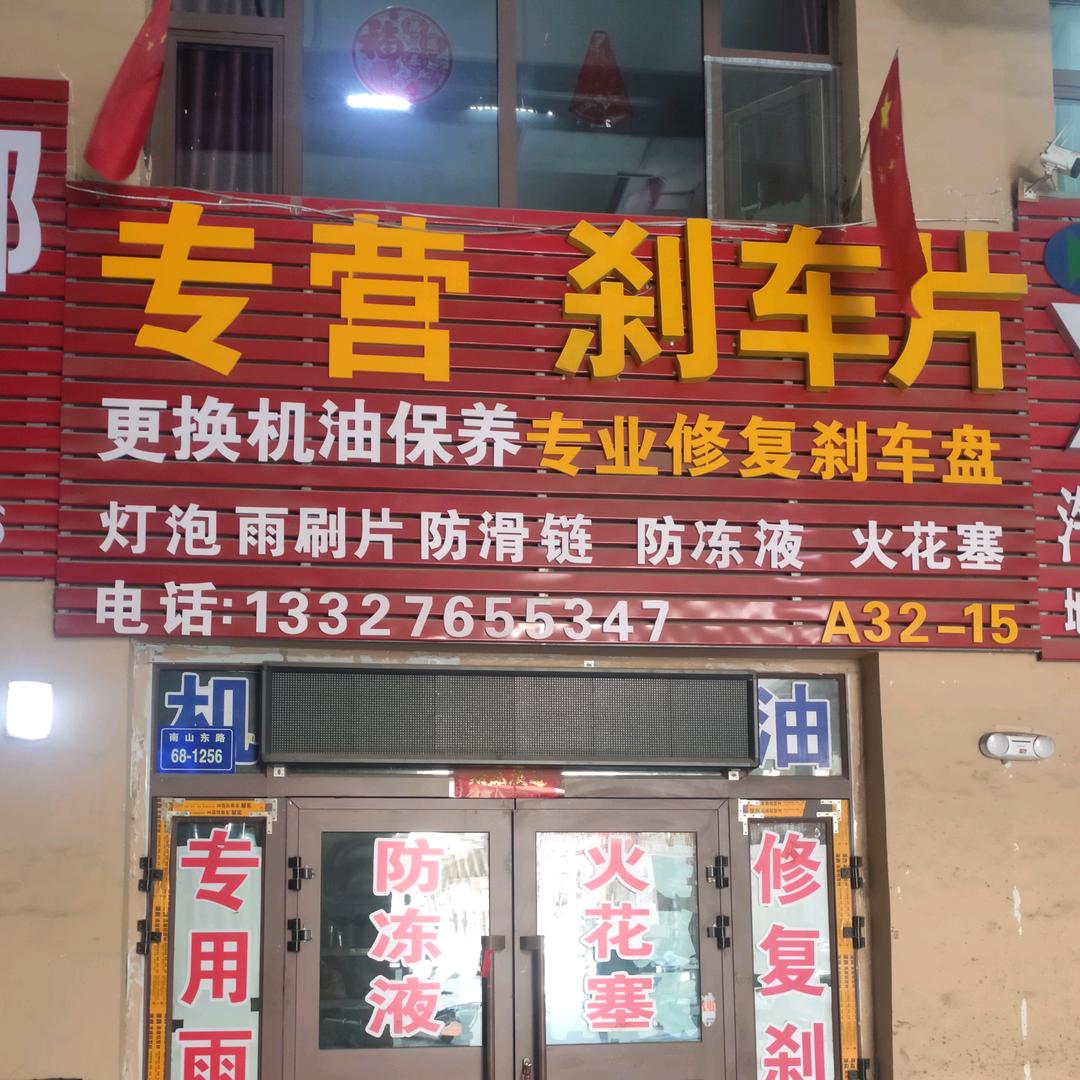 专营 刹车片
更换机油保养专业修复刹车盘
灯泡 雨刷片 防滑链 防冻液 火花塞
电话:13327655347 A32-15
机油
南山东路
68-1256
专用雨
防冻液
火花塞
修复刹